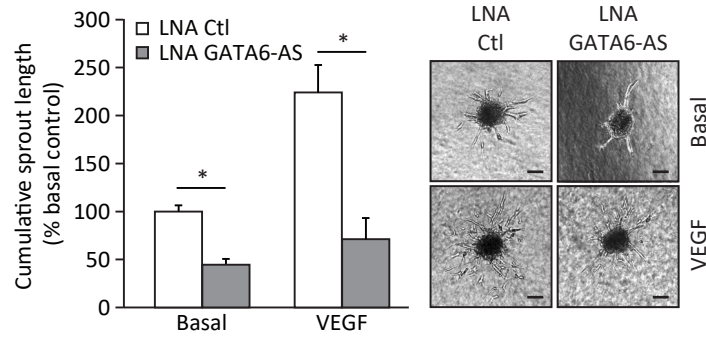 Cumulative sprout length
(% basal control)
300
250
200
150
100
50
0
LNA Ctl
LNA GATA6-AS
*
*
Basal
VEGF
LNA
Ctl
LNA
GATA6-AS
Basal
VEGF